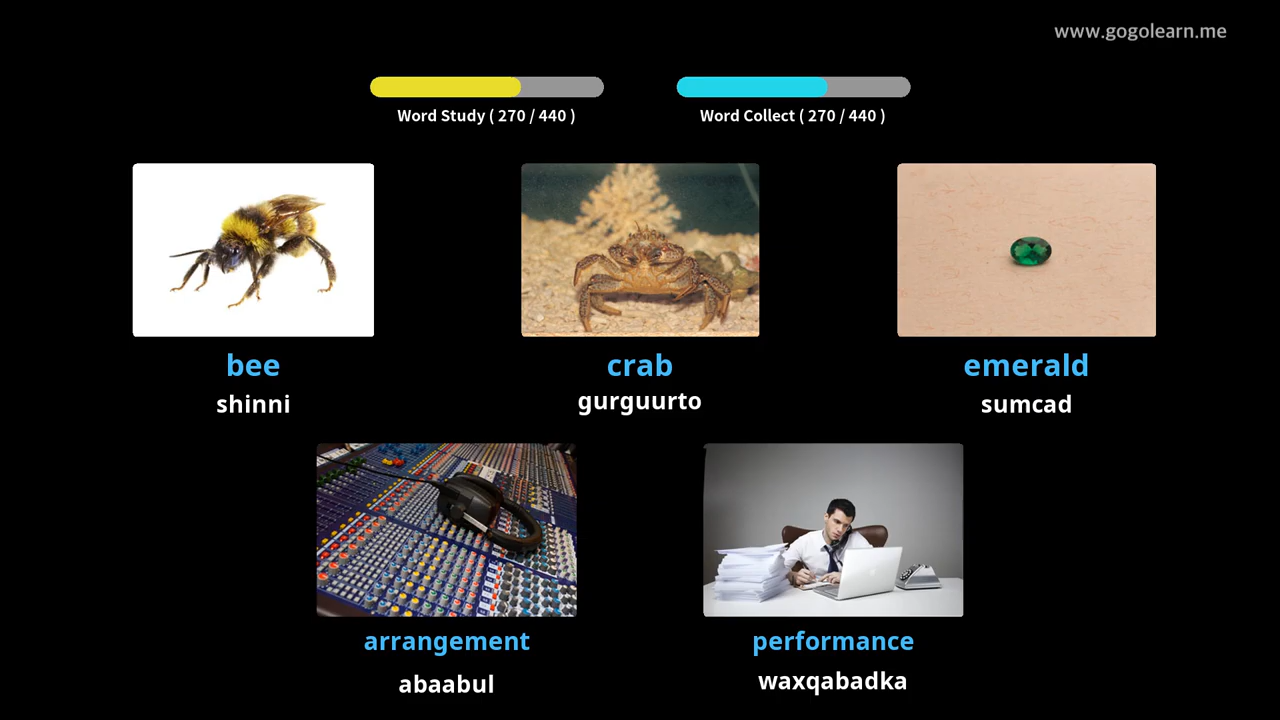 www.gogolearn.me
Word Study ( 270 / 440 )
Word Collect ( 270 / 440 )
bee
shinni
crab
gurguurto
emerald
sumcad
arrangement
abaabul
performance
waxqabadka